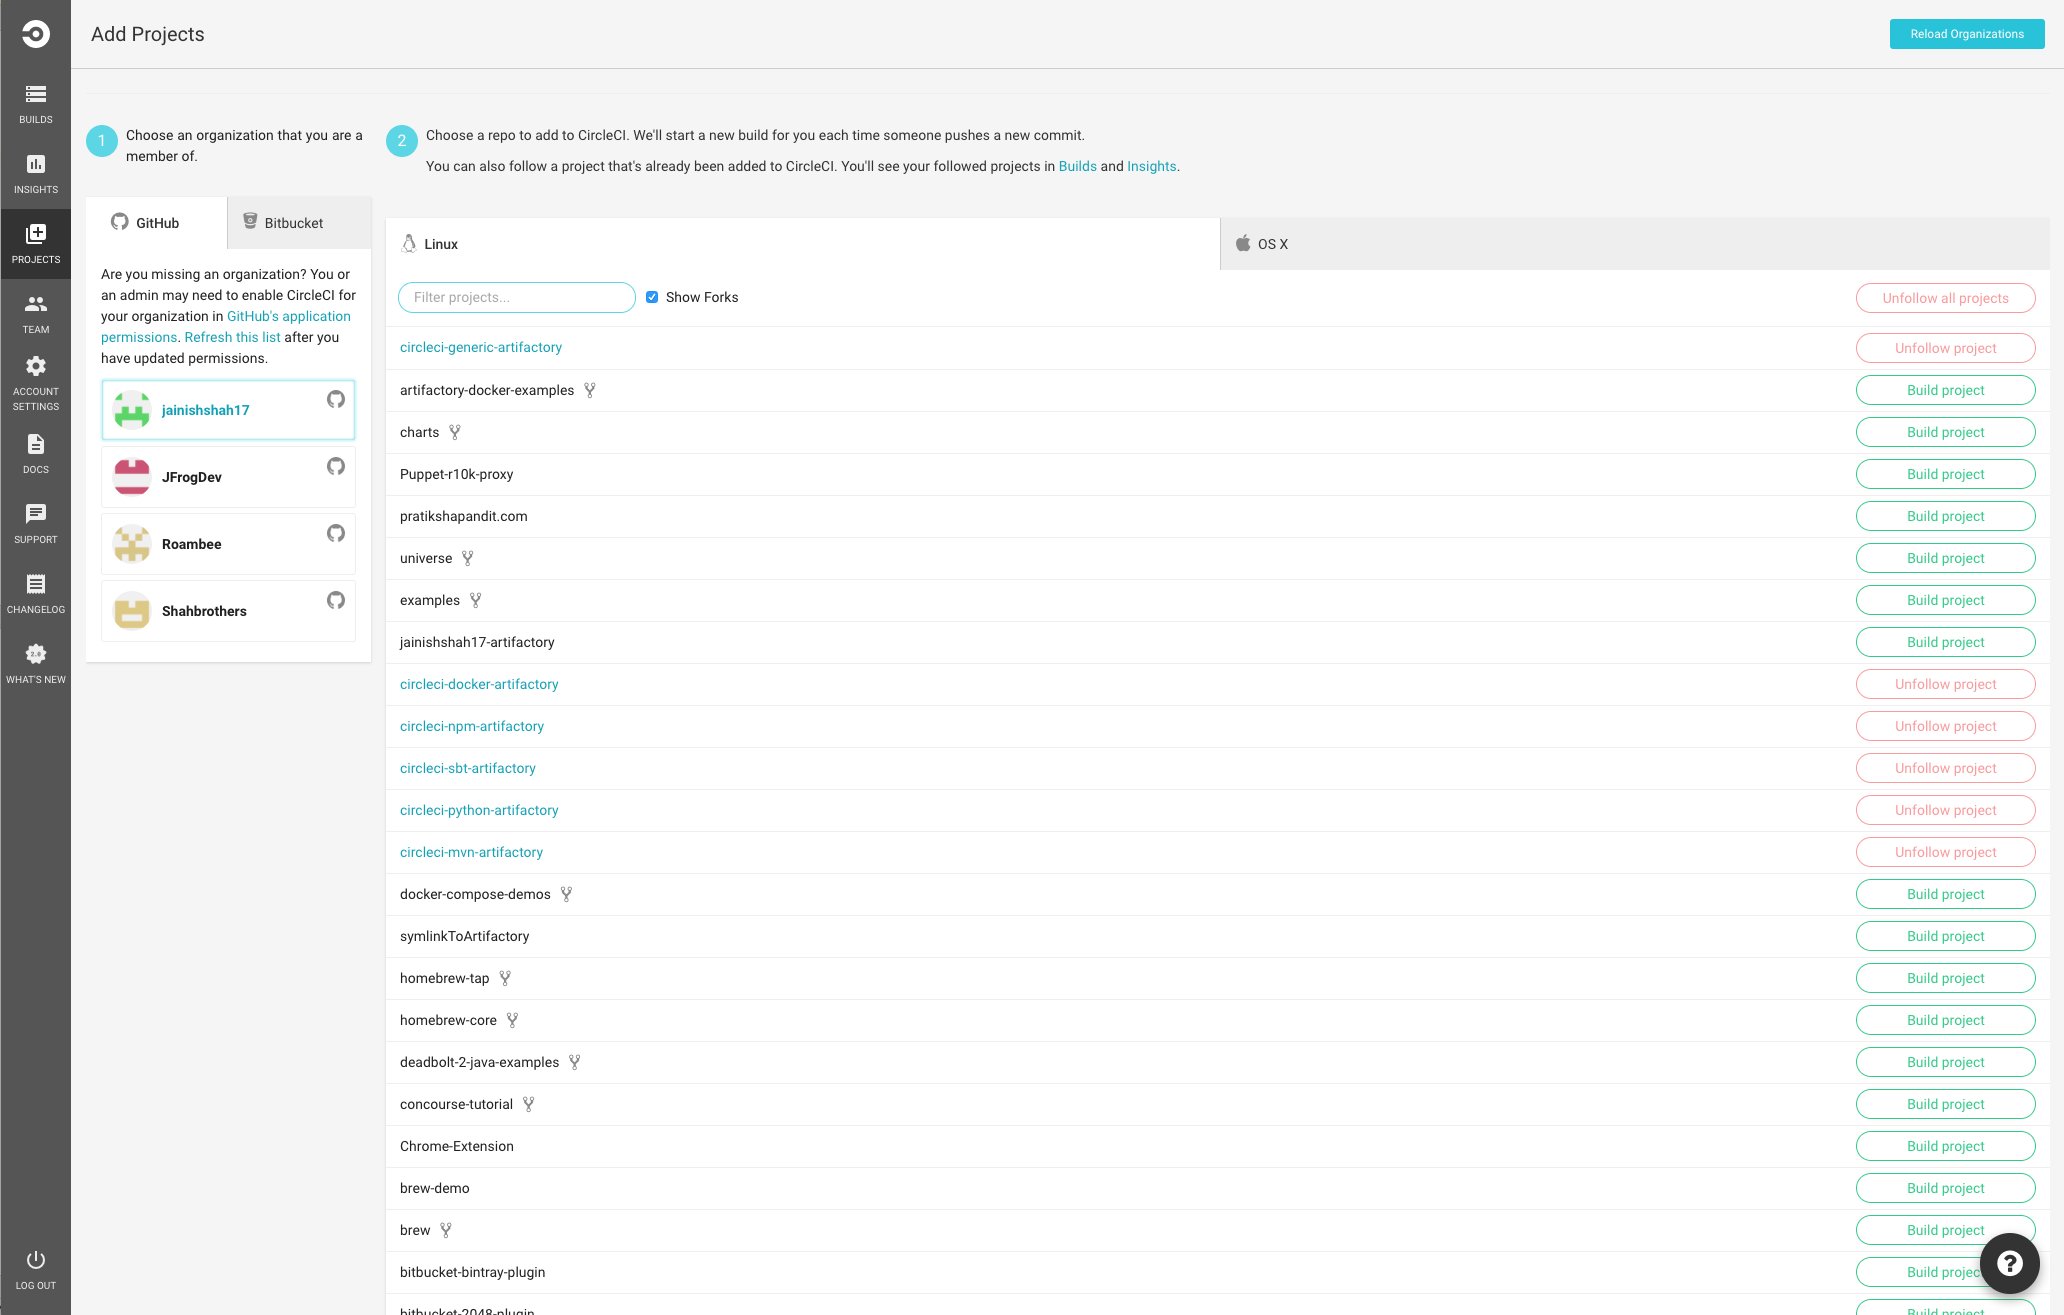 Add Projects
Reload Organizations
BUILDS
INSIGHTS
PROJECTS
TEAM
ACCOUNT
SETTINGS
DOCS
SUPPORT
CHANGELOG
2.0
WHAT'S NEW
LOG OUT
1
Choose an organization that you are a
member of.
GitHub
Bitbucket
Are you missing an organization? You or
an admin may need to enable CircleCI for
your organization in GitHub's application
permissions. Refresh this list after you
have updated permissions.
jainishshah17
JFrogDev
Roambee
Shahbrothers
2
Choose a repo to add to CircleCI. We'll start a new build for you each time someone pushes a new commit.
You can also follow a project that's already been added to CircleCI. You'll see your followed projects in Builds and Insights.
Linux
OS X
Filter projects...
Show Forks
Unfollow all projects
circleci-generic-artifactory
Unfollow project
artifactory-docker-examples
Build project
charts
Build project
Puppet-r10k-proxy
Build project
pratikshapandit.com
Build project
universe
Build project
examples
Build project
jainishshah17-artifactory
Build project
circleci-docker-artifactory
Unfollow project
circleci-npm-artifactory
Unfollow project
circleci-sbt-artifactory
Unfollow project
circleci-python-artifactory
Unfollow project
circleci-mvn-artifactory
Unfollow project
docker-compose-demos
Build project
symlinkToArtifactory
Build project
homebrew-tap
Build project
homebrew-core
Build project
deadbolt-2-java-examples
Build project
concourse-tutorial
Build project
Chrome-Extension
Build project
brew-demo
Build project
brew
Build project
bitbucket-bintray-plugin
Build projec
?
bitbucket-2048-plugin
Build project